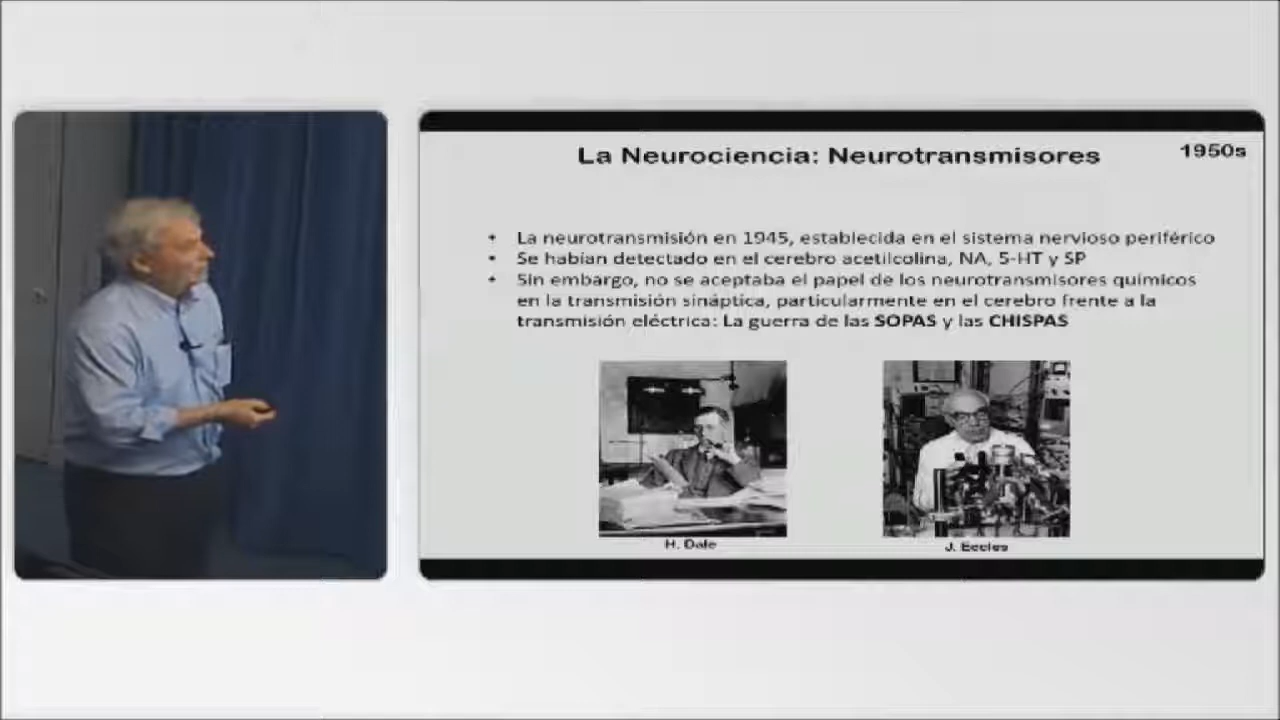 La Neurociencia: Neurotransmisores
1950s
• La neurotransmisión en 1945, establecida en el sistema nervioso periférico
• Se habían detectado en el cerebro acetilcolina, NA, 5-HT y SP
• Sin embargo, no se aceptaba el papel de los neurotransmisores químicos
en la transmisión sináptica, particularmente en el cerebro frente a la
transmisión eléctrica: La guerra de las SOPAS y las CHISPAS
H. Dale
J. Eccles